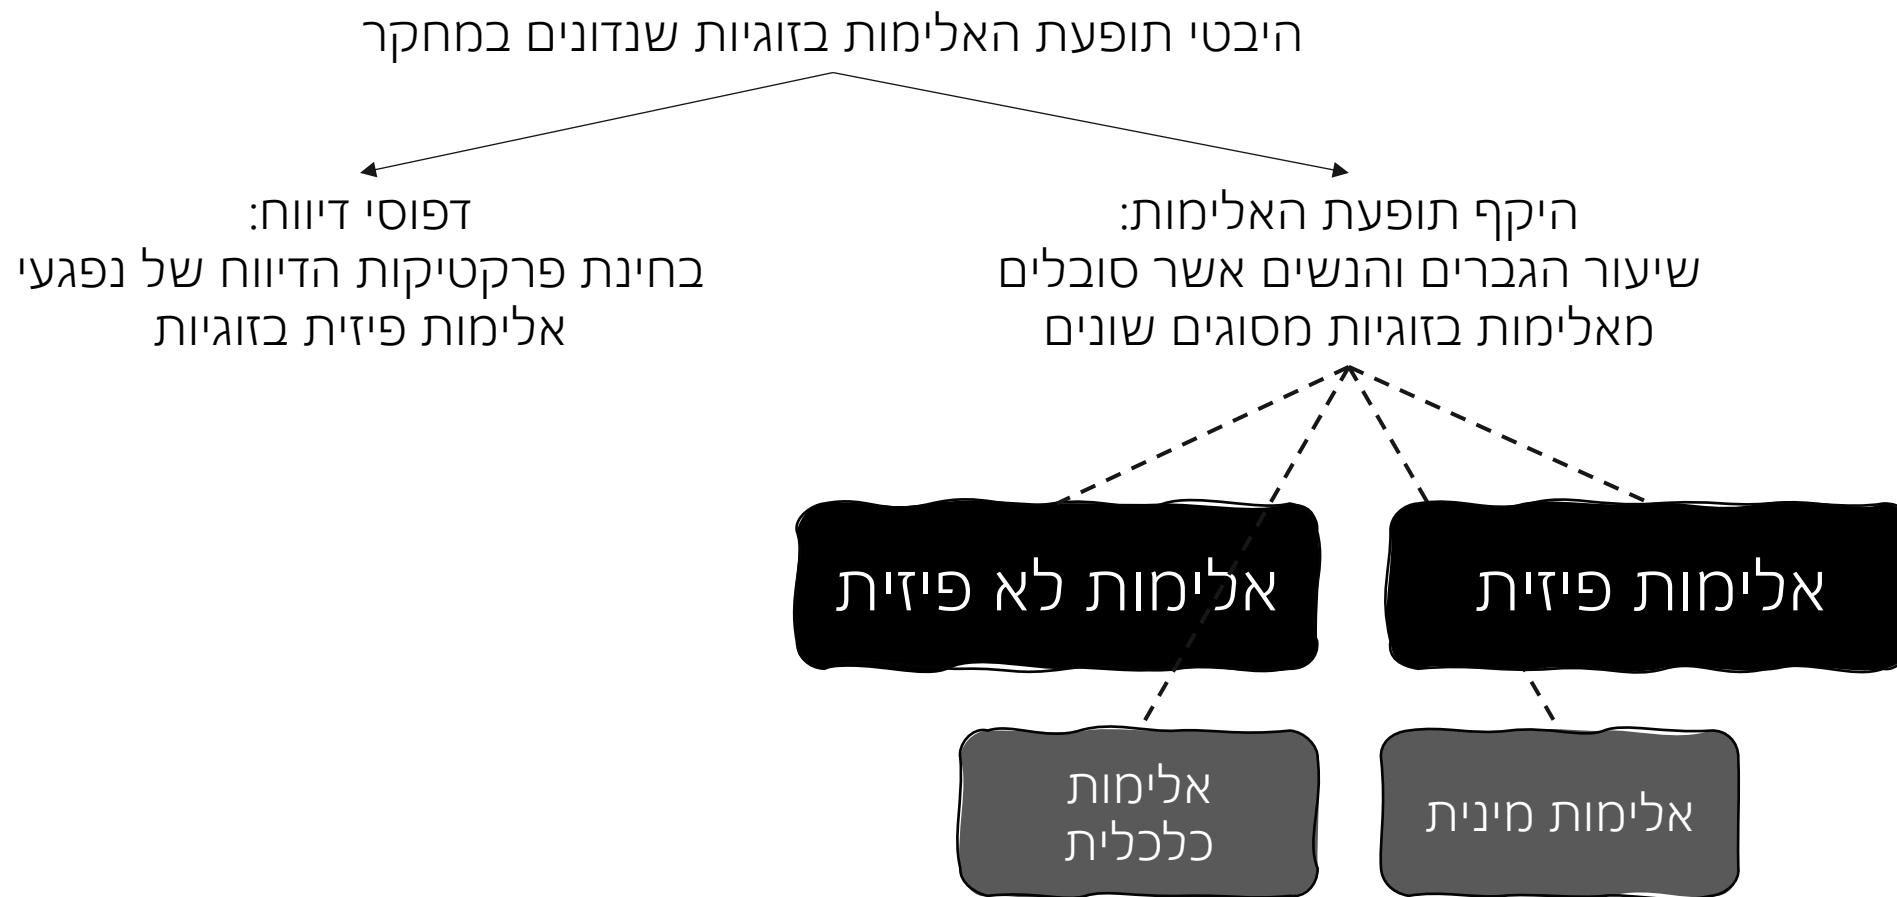 היבטי תופעת האלימות בזוגיות שנדונים במחקר
היקף תופעת האלימות:
שיעור הגברים והנשים אשר סובלים
מאלימות בזוגיות מסוגים שונים
דפוסי דיווח:
בחינת פרקטיקות הדיווח של נפגעי
אלימות פיזית בזוגיות
אלימות פיזית
אלימות לא פיזית
אלימות מינית
אלימות
כלכלית